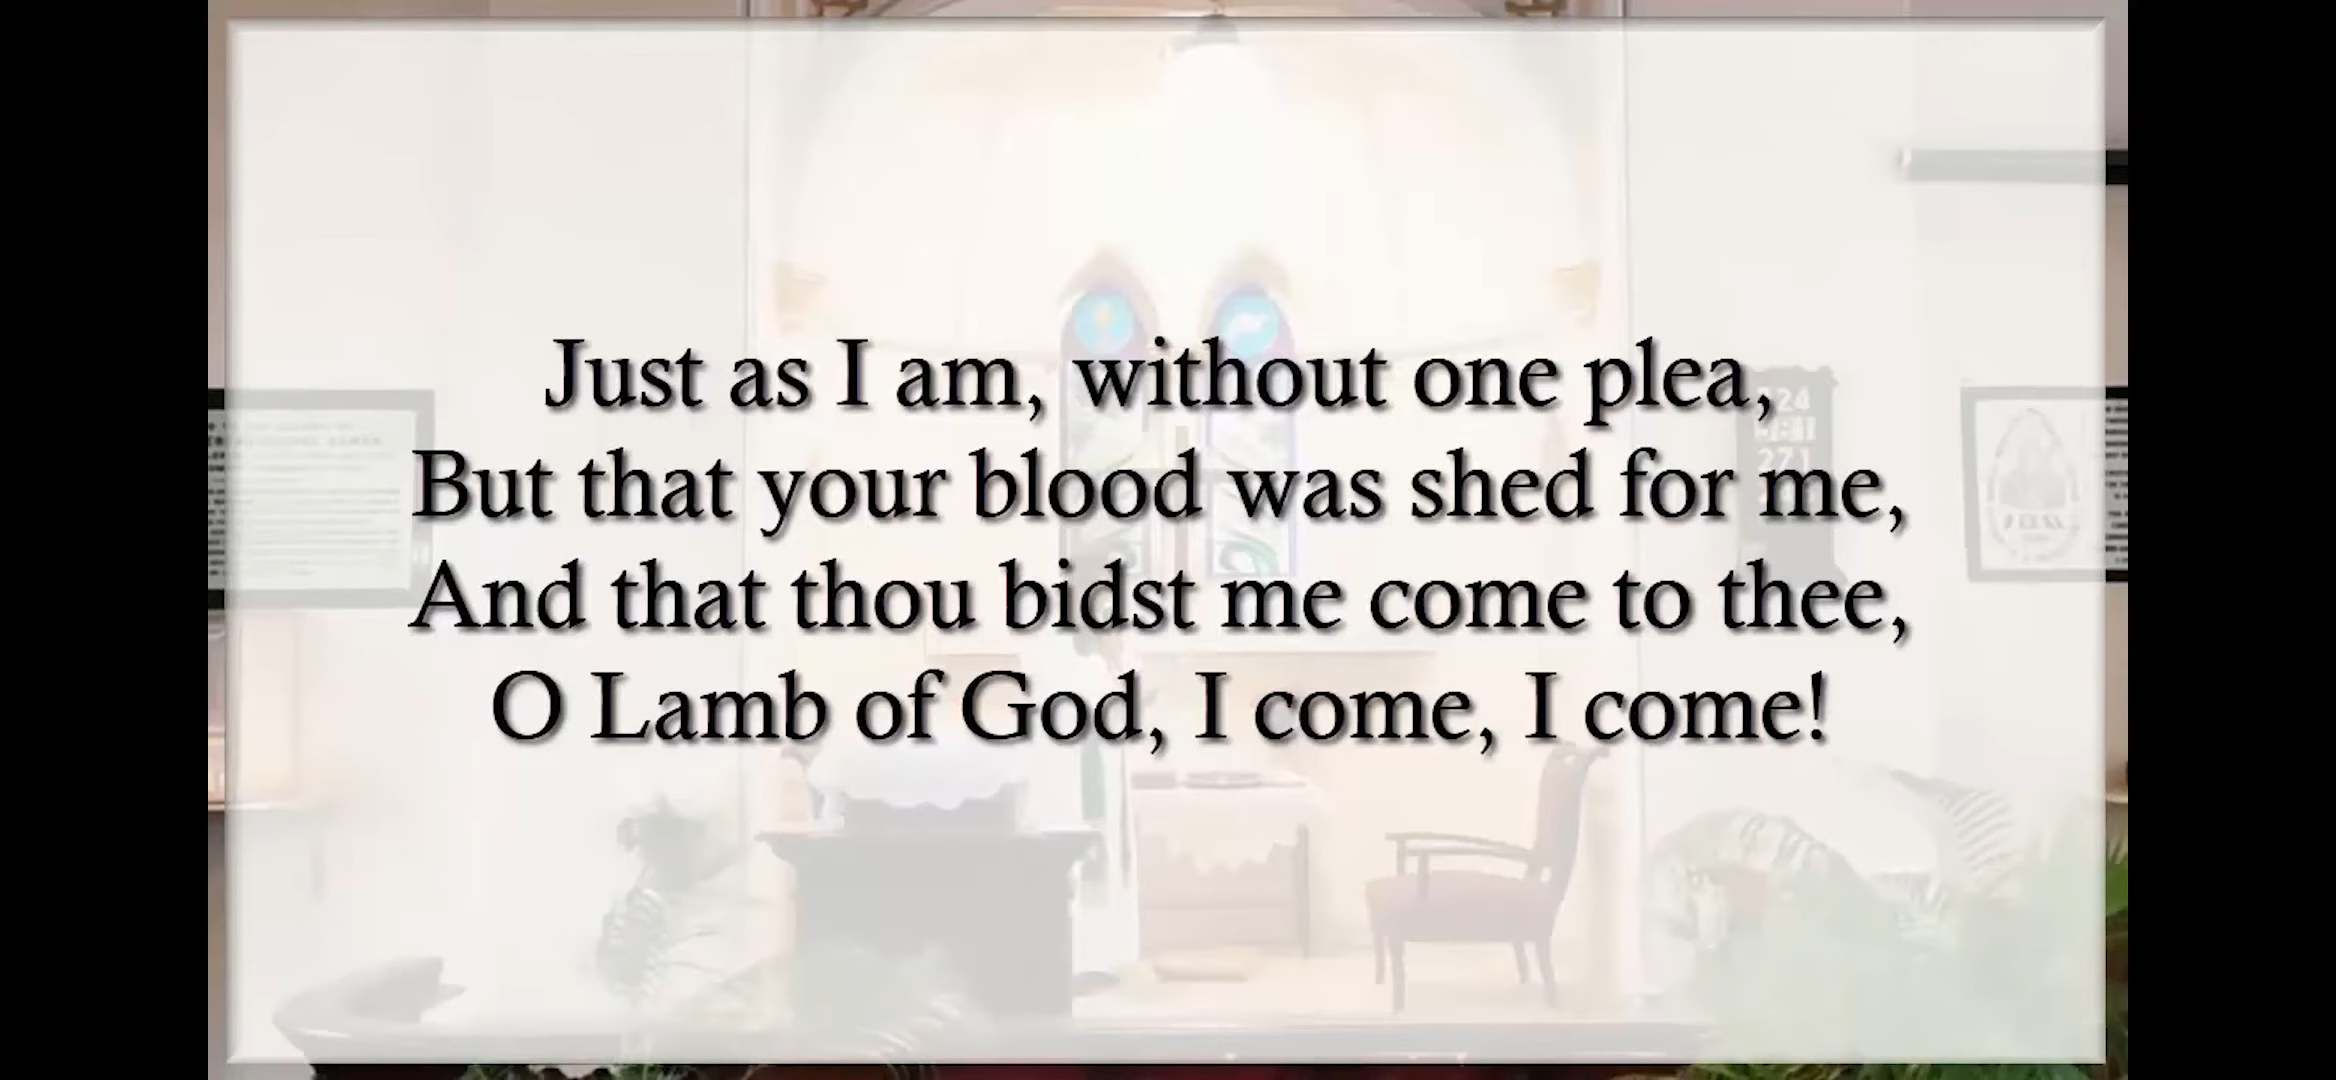 Just as I am, without one plea,
But that your blood was shed for me,
And that thou bidst me come to thee,
O Lamb of God, I come, I come!
271